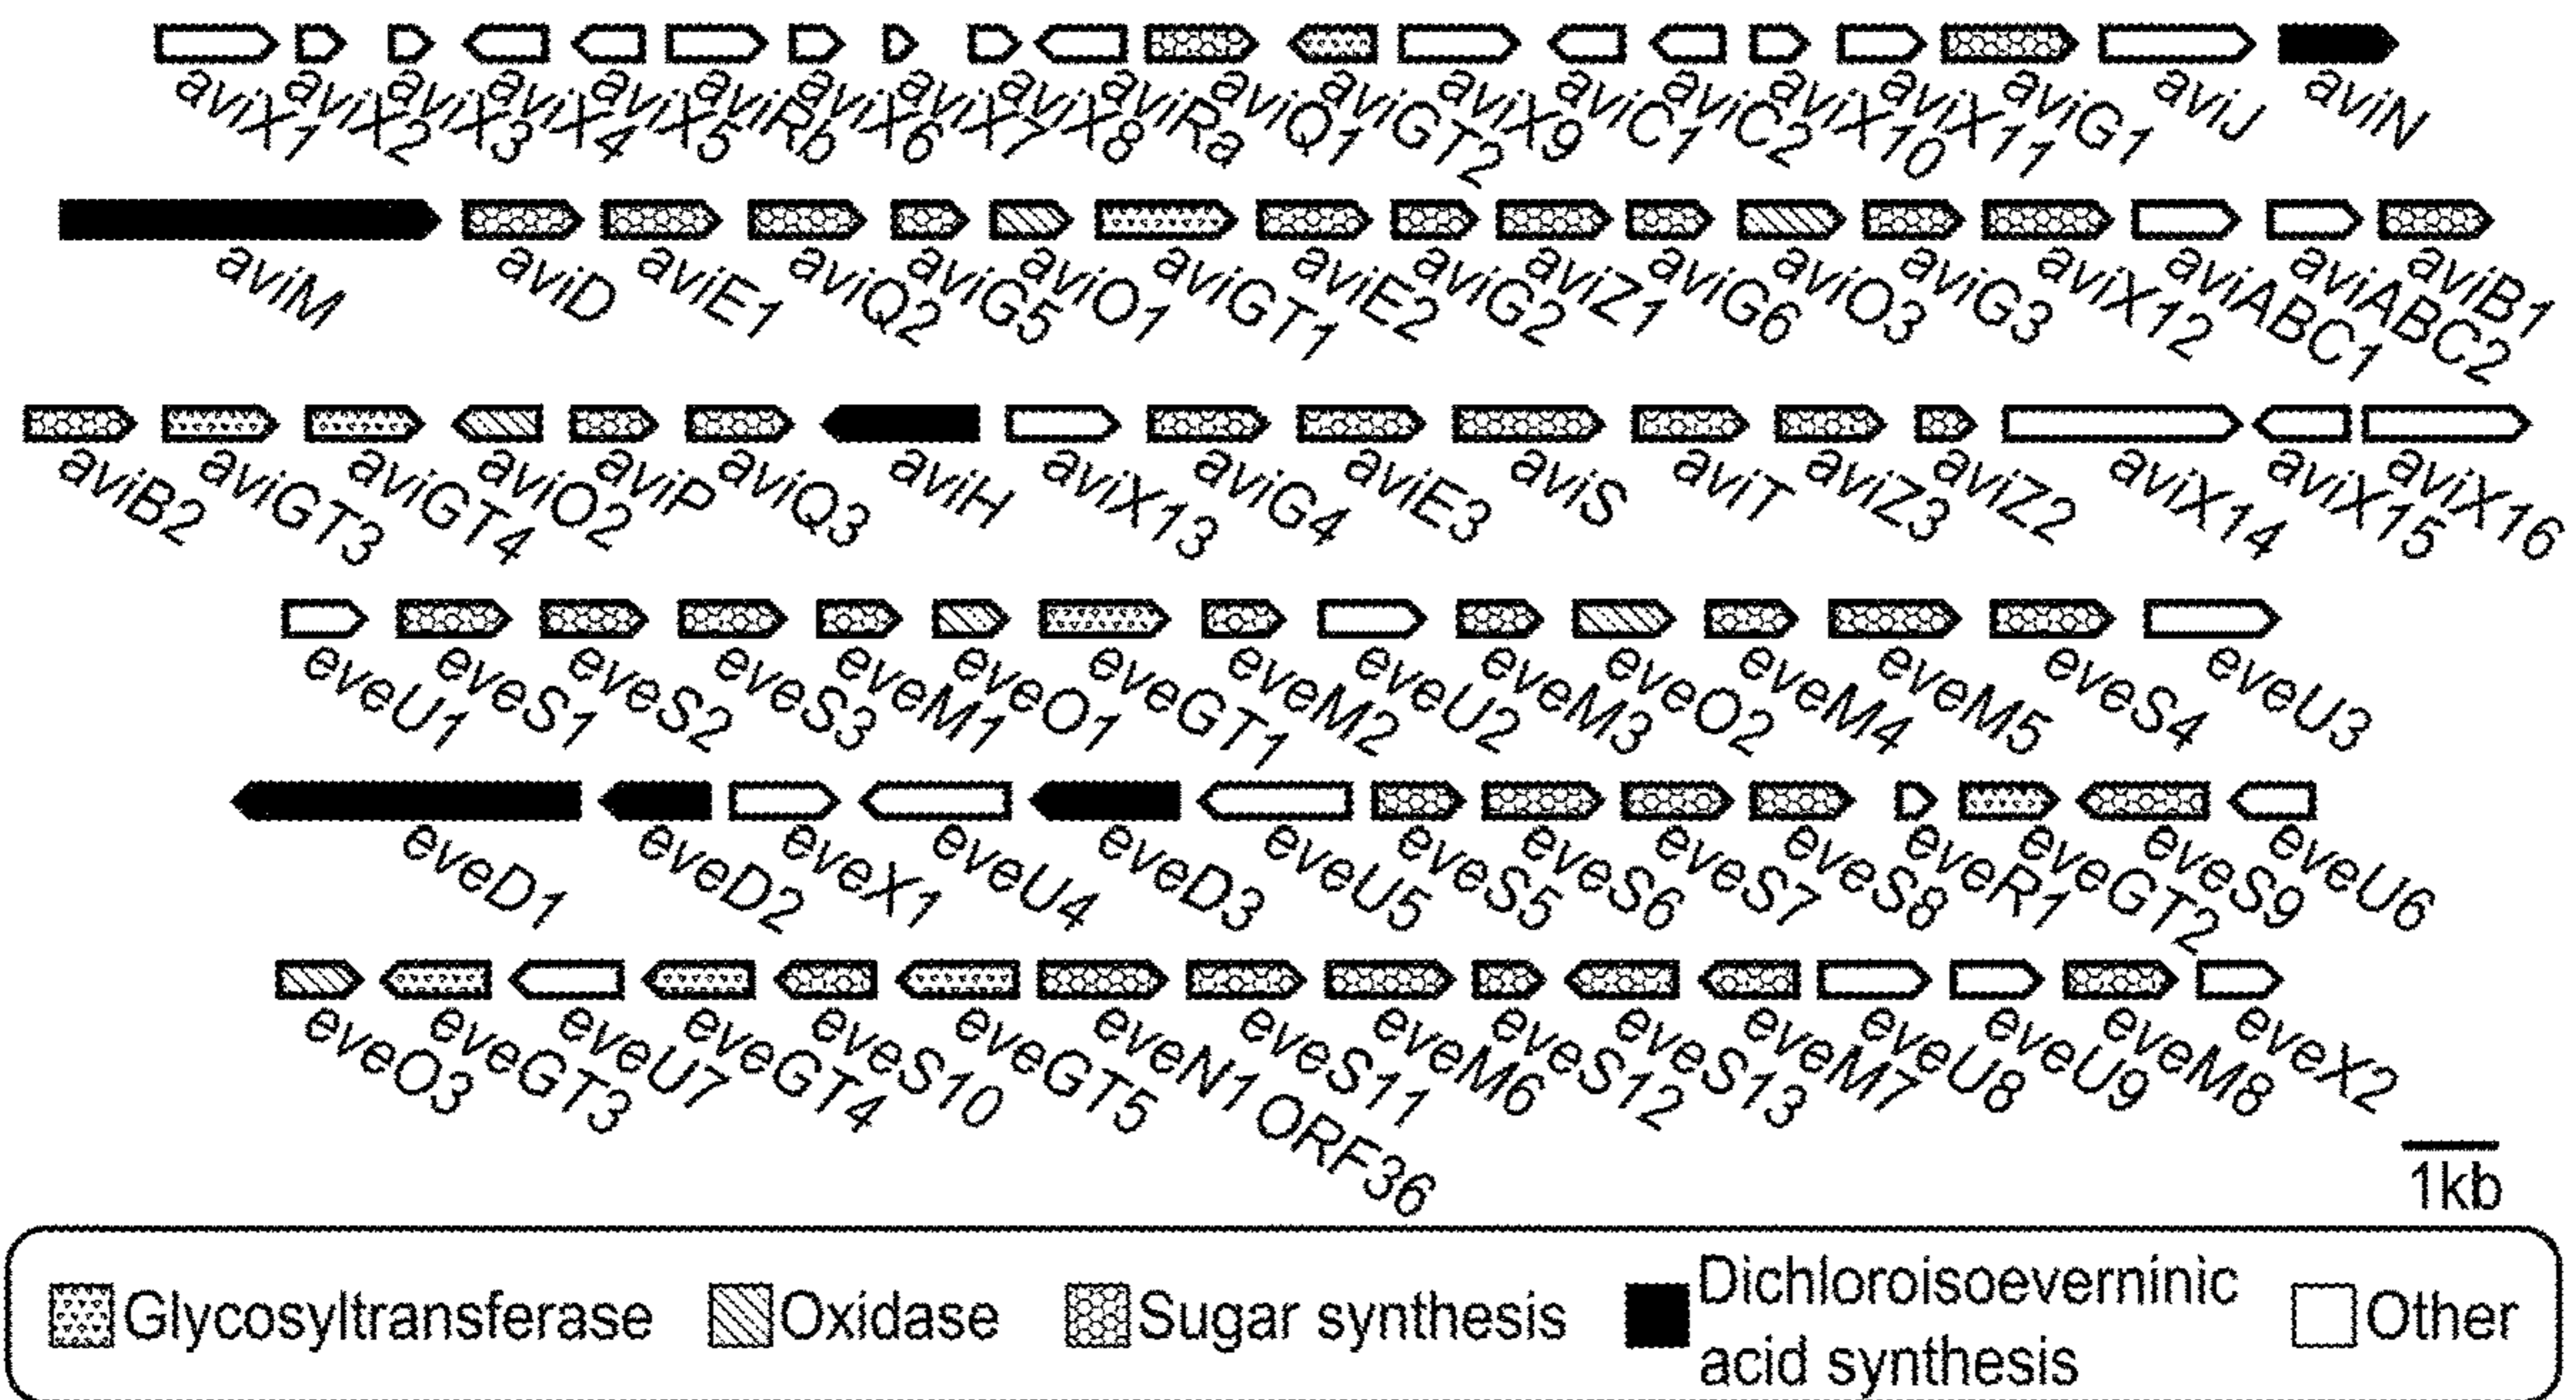 aviX1 aviX2 aviX3 aviX4 aviX5 aviRb aviX6 aviX7 aviX8 aviRa aviQ1 aviGT2 aviX9 aviC1 aviC2 aviX10 aviX11 aviG1 aviJ aviN
aviM aviD aviE1 aviQ2 aviG5 aviO1 aviGT1 aviE2 aviG2 aviZ1 aviG6 aviO3 aviG3 aviX12 aviABC1 aviABC2 aviB1
aviB2 aviGT3 aviGT4 aviO2 aviP aviQ3 aviH aviX13 aviG4 aviE3 aviS aviT aviZ3 aviZ2 aviX14 aviX15 aviX16
eveU1 eveS1 eveS2 eveS3 eveM1 eveO1 eveGT1 eveM2 eveU2 eveM3 eveO2 eveM4 eveM5 eveS4 eveU3
eveD1 eveD2 eveX1 eveU4 eveD3 eveU5 eveS5 eveS6 eveS7 eveS8 eveR1 eveGT2 eveS9 eveU6
eveO3 eveGT3 eveU7 eveGT4 eveS10 eveGT5 eveN1 ORF36 eveS11 eveM6 eveS12 eveS13 eveM7 eveU8 eveU9 eveM8 eveX2
1kb
Glycosyltransferase Oxidase Sugar synthesis Dichloroisoeverninic acid synthesis Other